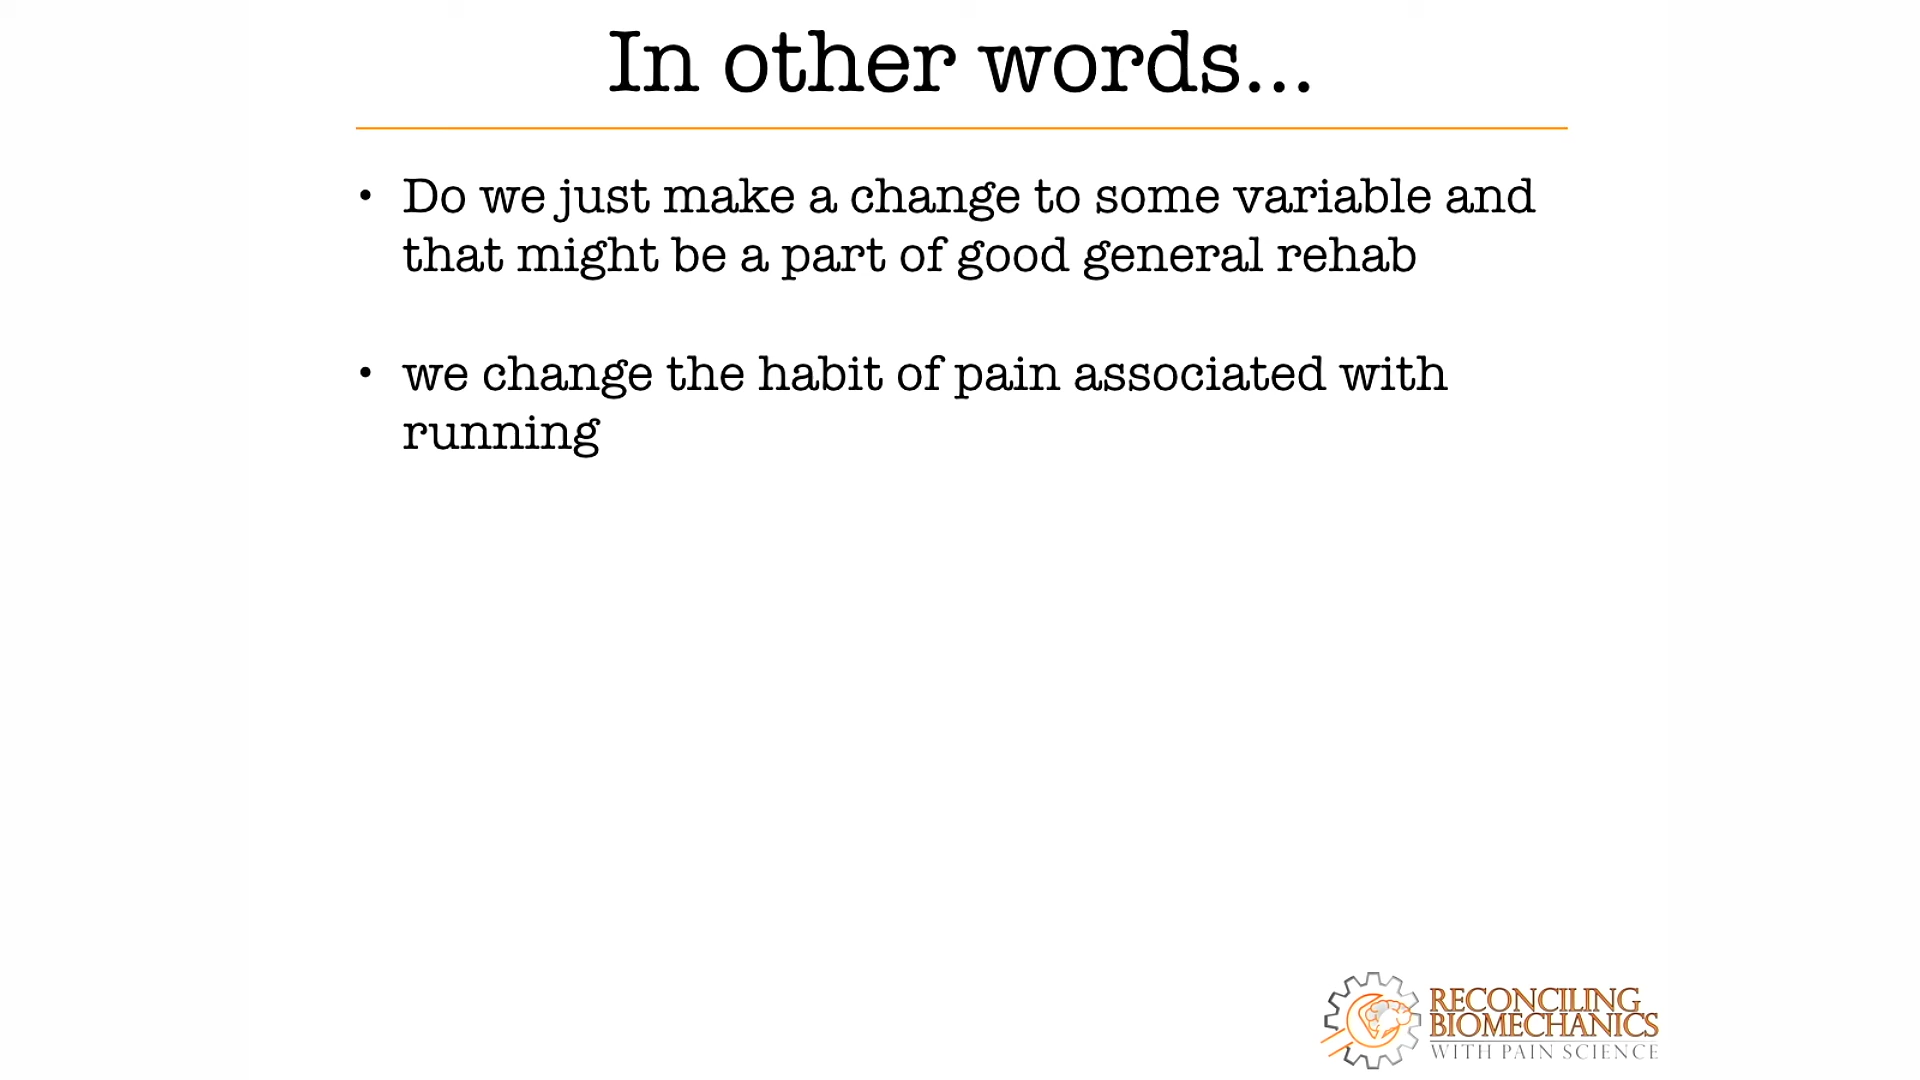 In other words...
• Do we just make a change to some variable and
that might be a part of good general rehab
• we change the habit of pain associated with
running
RECONCILING
BIOMECHANICS
WITH PAIN SCIENCE